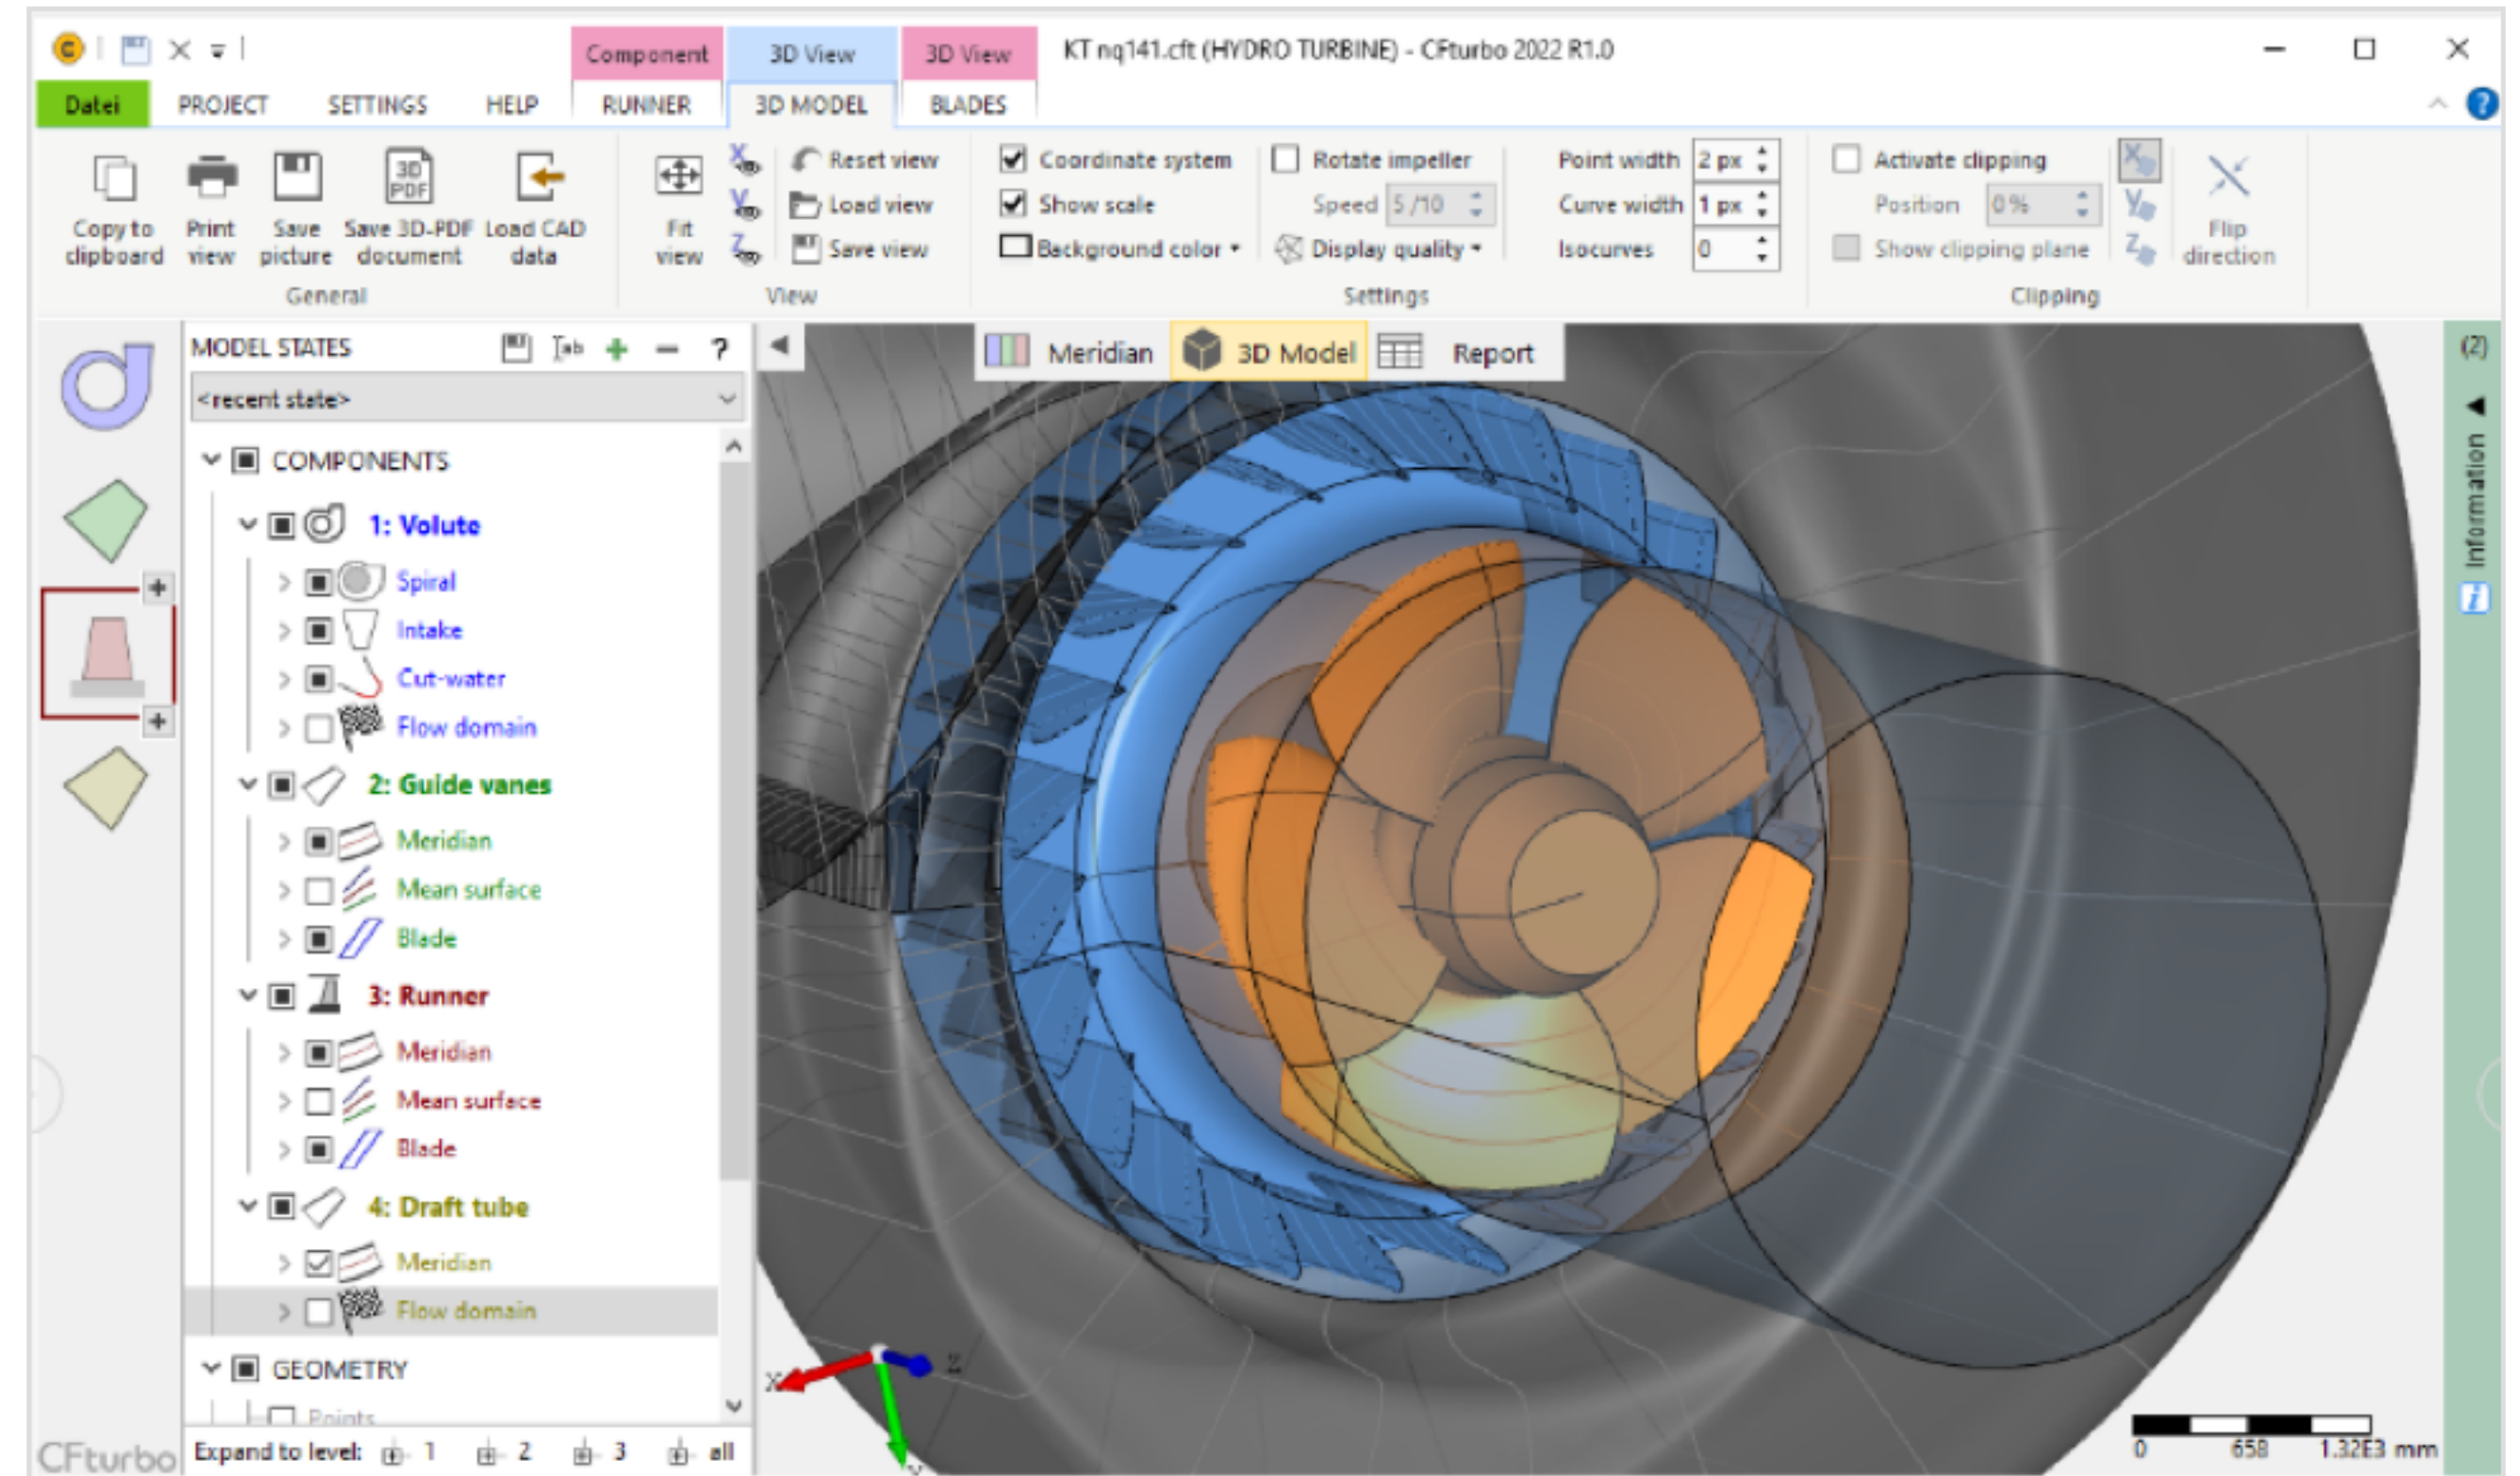 Component 3D View 3D View KT nq141.cft (HYDRO TURBINE) - CFturbo 2022 R1.0
Datei PROJECT SETTINGS HELP RUNNER 3D MODEL BLADES
Copy to clipboard
Print view
Save picture
Save 3D-PDF document
Load CAD data
General
3D PDF
Fit view
X
Y
Z
Reset view
Load view
Save view
View
Coordinate system
Show scale
Background color
Rotate impeller
Speed 5 /10
Display quality
Point width 2 px
Curve width 1 px
Isocurves 0
Settings
Activate clipping
Position 0 %
Show clipping plane
X
Y
Z
Flip direction
Clipping
MODEL STATES
<recent state>
COMPONENTS
1: Volute
Spiral
Intake
Cut-water
Flow domain
2: Guide vanes
Meridian
Mean surface
Blade
3: Runner
Meridian
Mean surface
Blade
4: Draft tube
Meridian
Flow domain
GEOMETRY
Points
Expand to level: 1 2 3 all
CFturbo
Meridian 3D Model Report
(2)
Information
X
Z
Y
0 658 1.32E3 mm